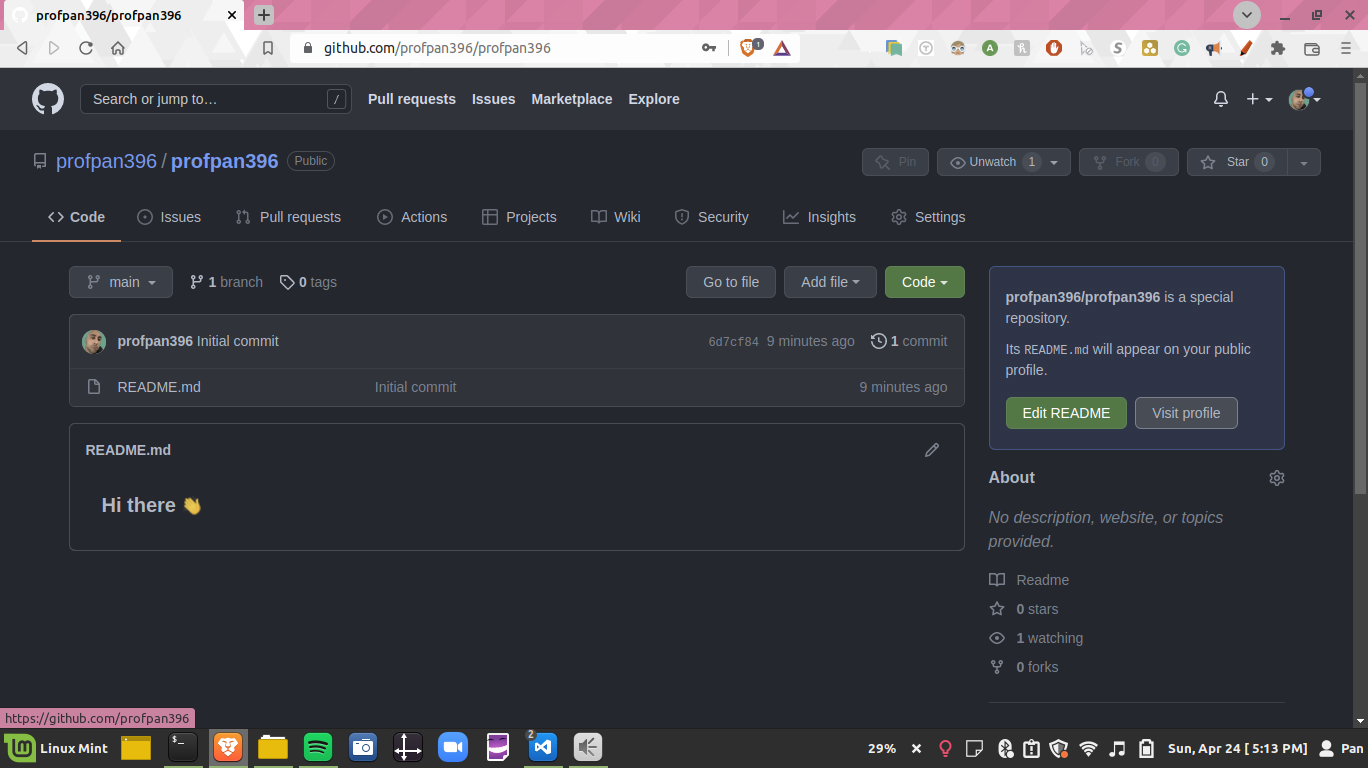 profpan396/profpan396
github.com/profpan396/profpan396
1
Search or jump to…
/
Pull requests
Issues
Marketplace
Explore
profpan396 / profpan396
Public
Pin
Unwatch 1
Fork 0
Star 0
Code
Issues
Pull requests
Actions
Projects
Wiki
Security
Insights
Settings
main
1 branch
0 tags
Go to file
Add file
Code
profpan396 Initial commit
6d7cf84 9 minutes ago
1 commit
README.md
Initial commit
9 minutes ago
README.md
Hi there 👋
profpan396/profpan396 is a special
repository.
Its README.md will appear on your public
profile.
Edit README
Visit profile
About
No description, website, or topics
provided.
Readme
0 stars
1 watching
0 forks
https://github.com/profpan396
Linux Mint
$_
2
29%
Sun, Apr 24 [ 5:13 PM]
Pan